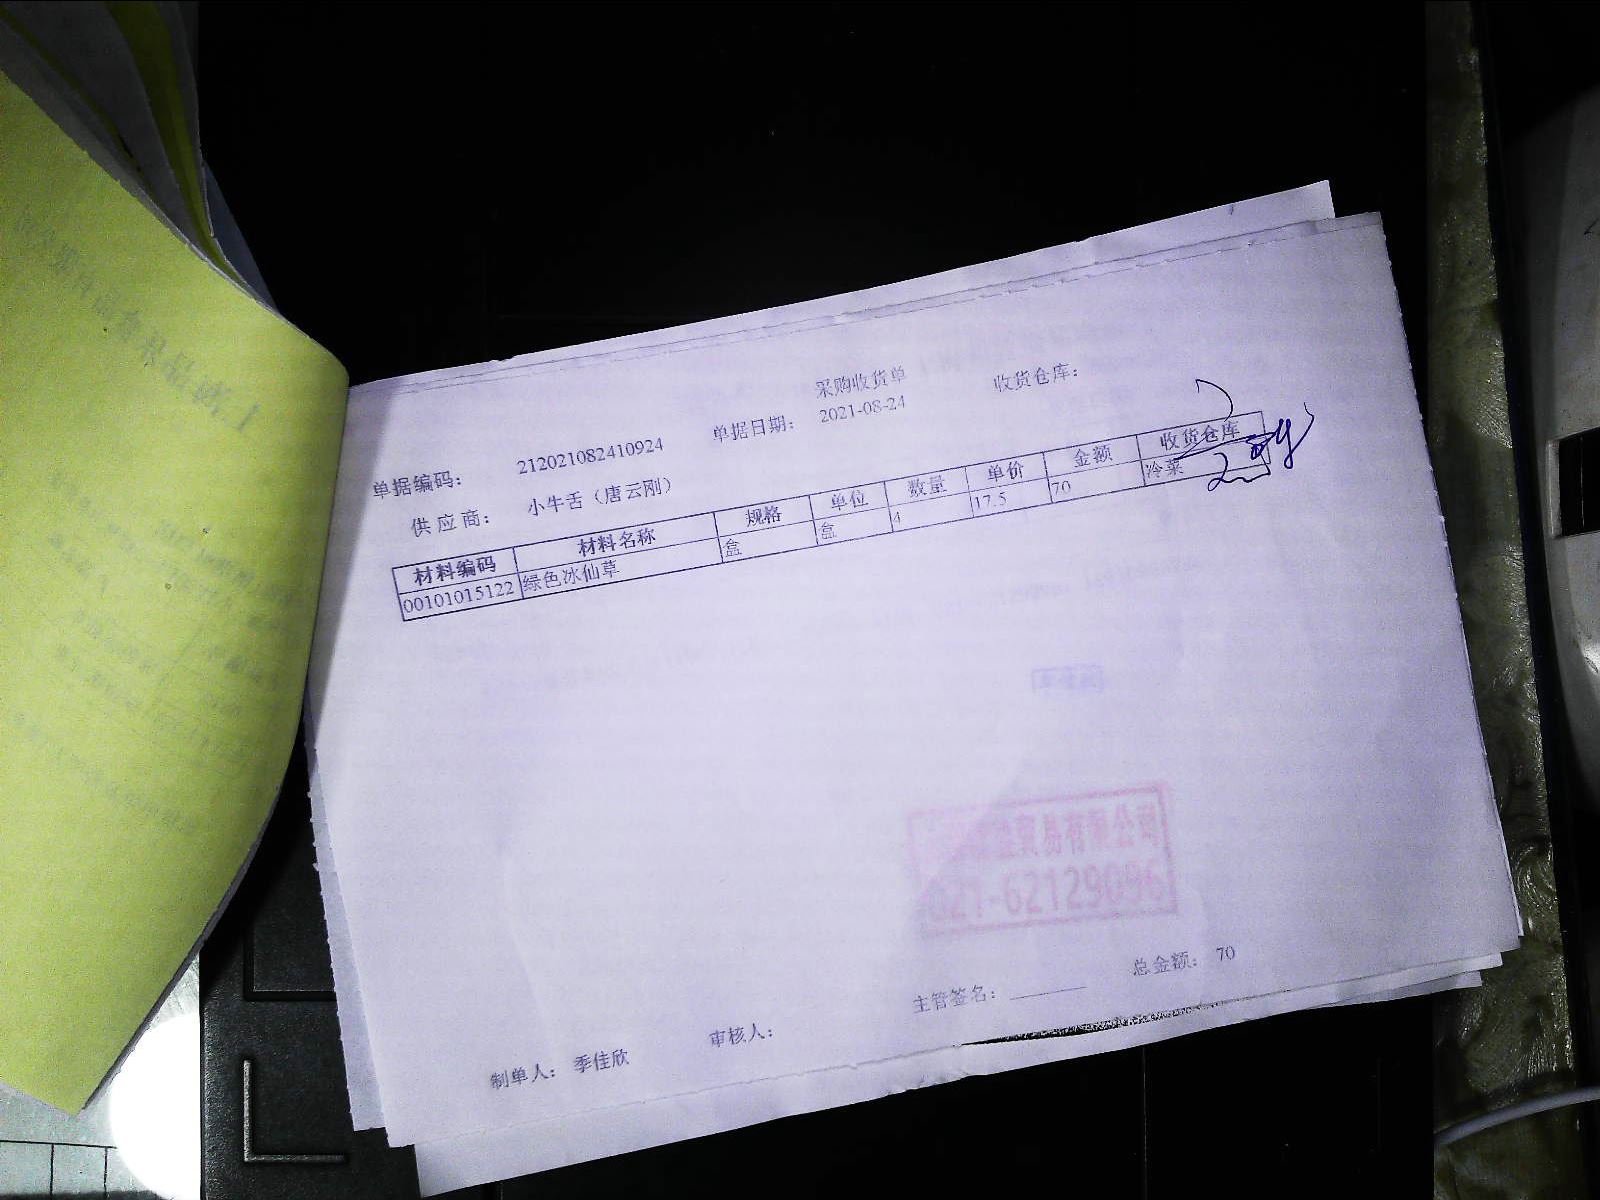 采购收货单
单据编码： 212021082410924 单据日期： 2021-08-24 收货仓库：
供应商： 小牛舌（唐云刚）
材料编码 材料名称 规格 单位 数量 单价 金额 收货仓库
00101015122 绿色冰仙草 盒 盒 4 17.5 70 冷菜
贸易有限公司
021-62129096
总金额： 70
制单人： 季佳欣 审核人： 主管签名：